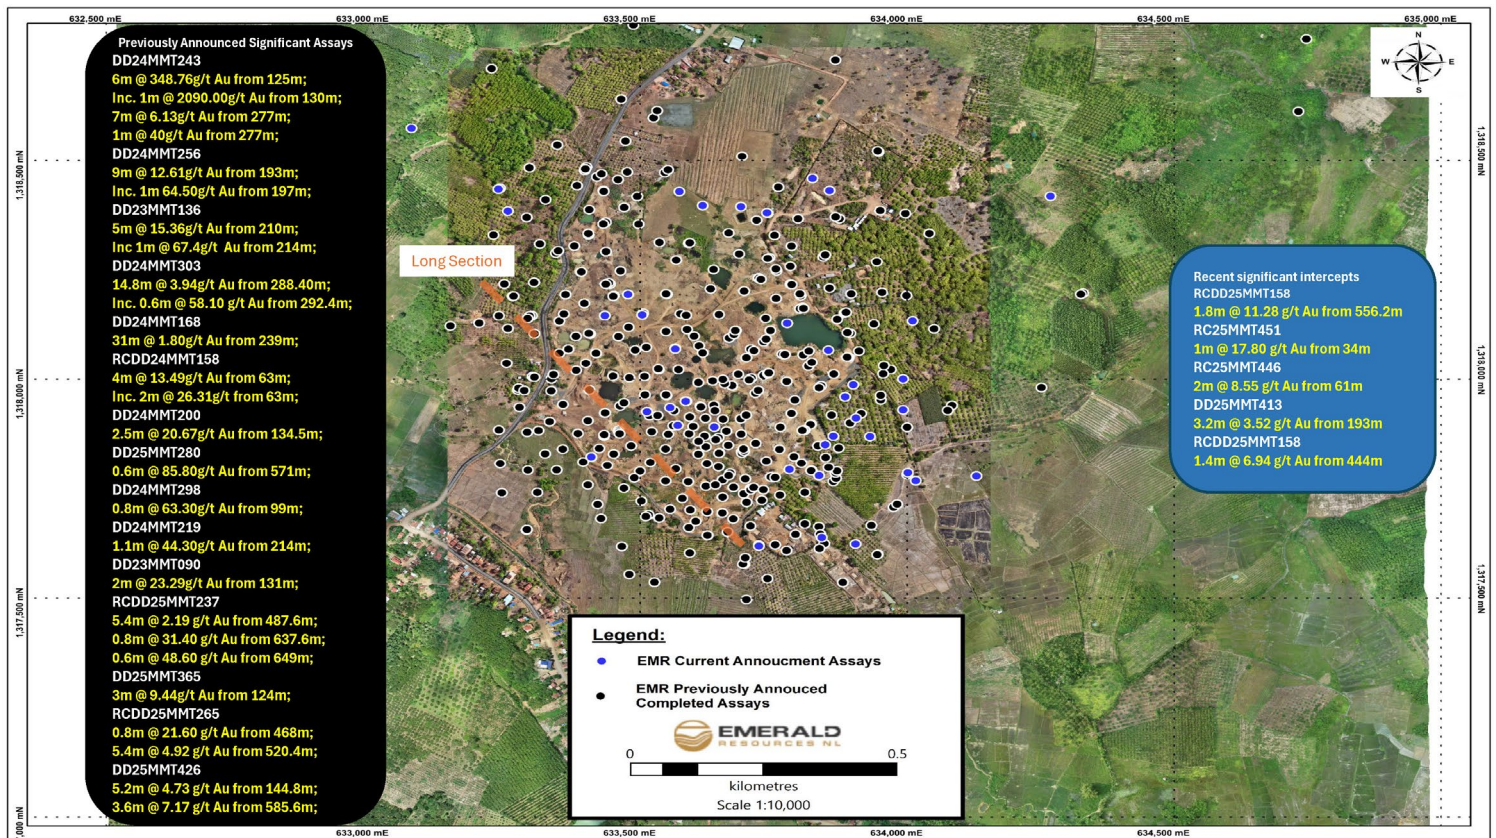 632,500 mE
633,000 mE
633,500 mE
634,000 mE
634,500 mE
635,000 mE
Previously Announced Significant Assays
DD24MMT243
6m @ 348.76g/t Au from 125m;
Inc. 1m @ 2090.00g/t Au from 130m;
7m @ 6.13g/t Au from 277m;
1m @ 40g/t Au from 277m;
DD24MMT256
9m @ 12.61g/t Au from 193m;
Inc. 1m 64.50g/t Au from 197m;
DD23MMT136
5m @ 15.36g/t Au from 210m;
Inc 1m @ 67.4g/t Au from 214m;
DD24MMT303
14.8m @ 3.94g/t Au from 288.40m;
Inc. 0.6m @ 58.10 g/t Au from 292.4m;
DD24MMT168
31m @ 1.80g/t Au from 239m;
RCDD24MMT158
4m @ 13.49g/t Au from 63m;
Inc. 2m @ 26.31g/t Au from 63m;
DD24MMT200
2.5m @ 20.67g/t Au from 134.5m;
DD25MMT280
0.6m @ 85.80g/t Au from 571m;
DD24MMT298
0.8m @ 63.30g/t Au from 99m;
DD24MMT219
1.1m @ 44.30g/t Au from 214m;
DD23MMT090
2m @ 23.29g/t Au from 131m;
RCDD25MMT237
5.4m @ 2.19 g/t Au from 487.6m;
0.8m @ 31.40 g/t Au from 637.6m;
0.6m @ 48.60 g/t Au from 649m;
DD25MMT365
3m @ 9.44g/t Au from 124m;
RCDD25MMT265
0.8m @ 21.60 g/t Au from 468m;
5.4m @ 4.92 g/t Au from 520.4m;
DD25MMT426
5.2m @ 4.73 g/t Au from 144.8m;
3.6m @ 7.17 g/t Au from 585.6m;
Long Section
N
W
E
S
Recent significant intercepts
RCDD25MMT158
1.8m @ 11.28 g/t Au from 556.2m
RC25MMT451
1m @ 17.80 g/t Au from 34m
RC25MMT446
2m @ 8.55 g/t Au from 61m
DD25MMT413
3.2m @ 3.52 g/t Au from 193m
RCDD25MMT158
1.4m @ 6.94 g/t Au from 444m
1,318,500 mN
1,318,000 mN
1,317,500 mN
,000 mN
1,318,500 mN
1,318,000 mN
1,317,500 mN
Legend:
EMR Current Annoucment Assays
EMR Previously Annouced
Completed Assays
EMERALD
RESOURCES NL
0
0.5
kilometres
Scale 1:10,000
633,000 mE
633,500 mE
634,000 mE
634,500 mE